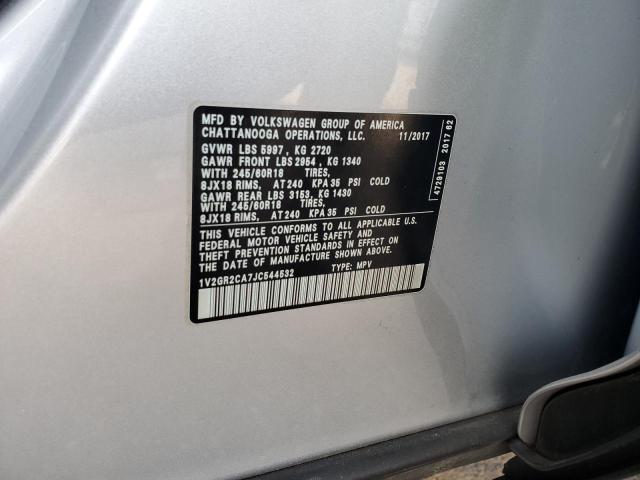 MFD BY VOLKSWAGEN GROUP OF AMERICA
CHATTANOOGA OPERATIONS, LLC. 11/2017
GVWR LBS 5997, KG 2720
GAWR FRONT LBS 2954, KG 1340
WITH 245/60R18 TIRES,
8JX18 RIMS, AT 240 KPA 35 PSI COLD
GAWR REAR LBS 3153, KG 1430
WITH 245/60R18 TIRES,
8JX18 RIMS, AT 240 KPA 35 PSI COLD
THIS VEHICLE CONFORMS TO ALL APPLICABLE U.S.
FEDERAL MOTOR VEHICLE SAFETY AND
THEFT PREVENTION STANDARDS IN EFFECT ON
THE DATE OF MANUFACTURE SHOWN ABOVE.
1V2GR2CA7JC544532 TYPE: MPV
4729103 2017 02